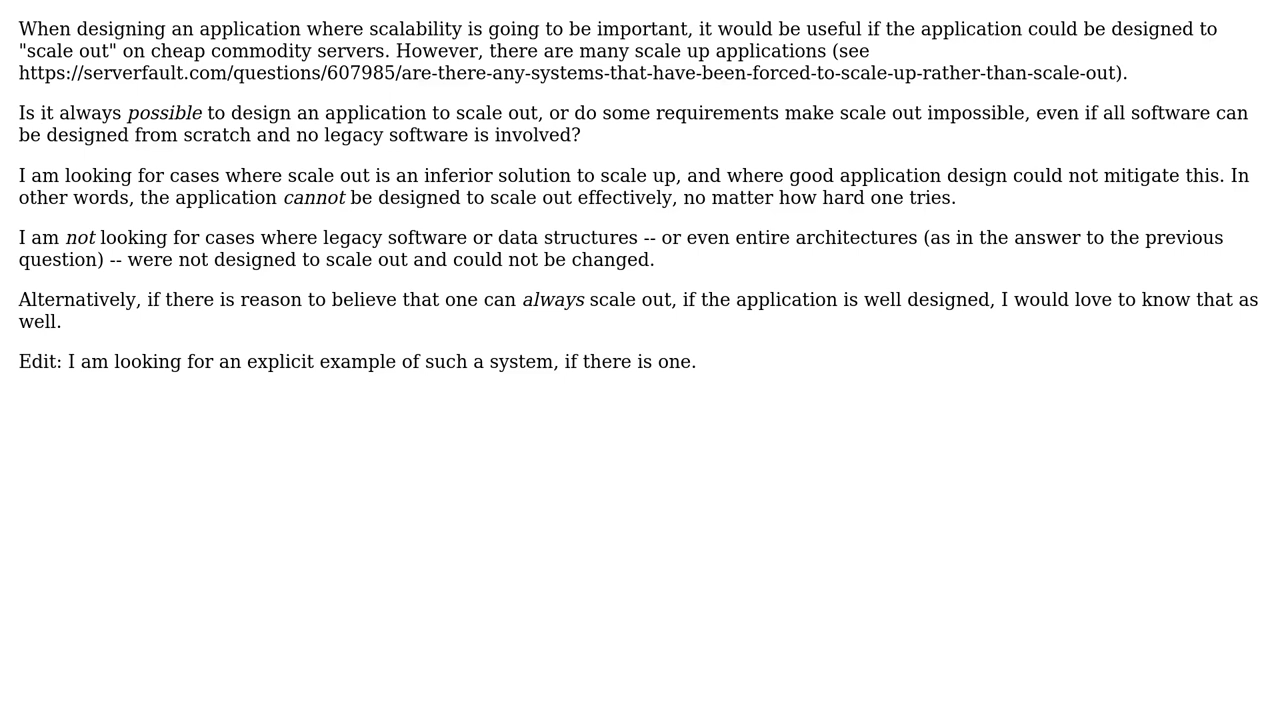 When designing an application where scalability is going to be important, it would be useful if the application could be designed to
"scale out" on cheap commodity servers. However, there are many scale up applications (see
https://serverfault.com/questions/607985/are-there-any-systems-that-have-been-forced-to-scale-up-rather-than-scale-out).
Is it always possible to design an application to scale out, or do some requirements make scale out impossible, even if all software can
be designed from scratch and no legacy software is involved?
I am looking for cases where scale out is an inferior solution to scale up, and where good application design could not mitigate this. In
other words, the application cannot be designed to scale out effectively, no matter how hard one tries.
I am not looking for cases where legacy software or data structures -- or even entire architectures (as in the answer to the previous
question) -- were not designed to scale out and could not be changed.
Alternatively, if there is reason to believe that one can always scale out, if the application is well designed, I would love to know that as
well.
Edit: I am looking for an explicit example of such a system, if there is one.